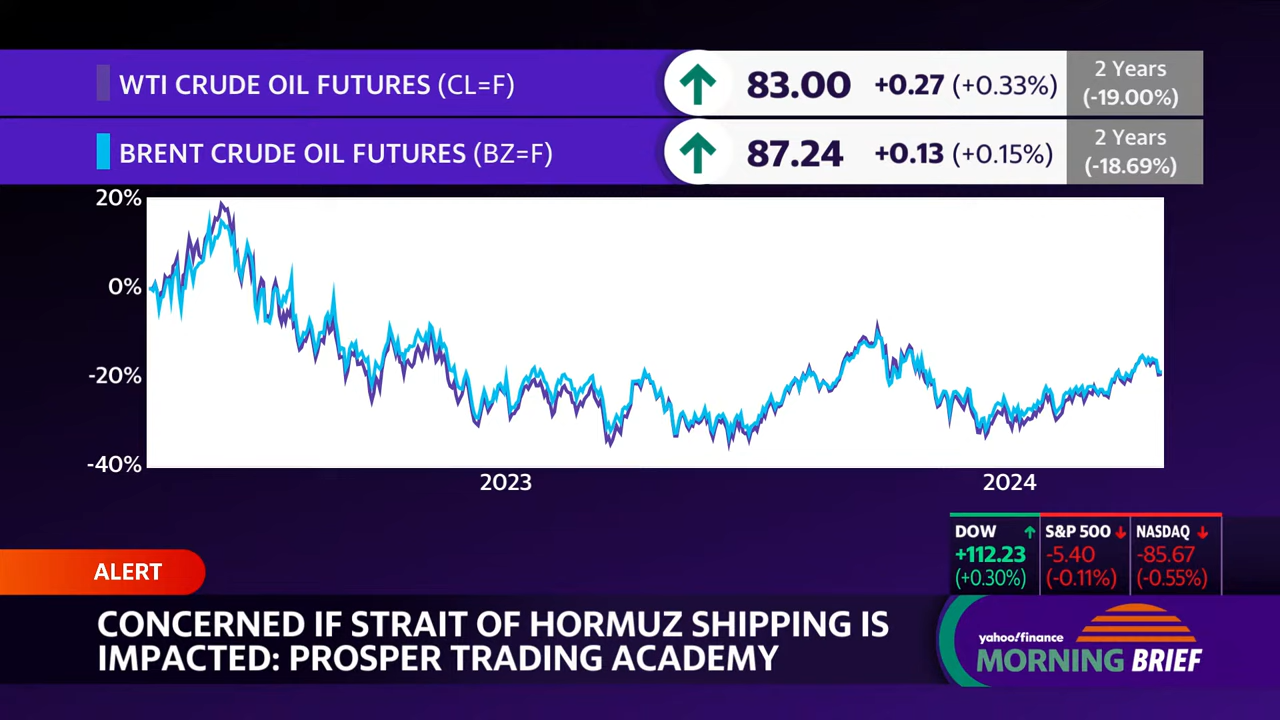 WTI CRUDE OIL FUTURES (CL=F) 83.00 +0.27 (+0.33%) 2 Years
(-19.00%)
BRENT CRUDE OIL FUTURES (BZ=F) 87.24 +0.13 (+0.15%) 2 Years
(-18.69%)
20%
0%
-20%
-40%
2023 2024
DOW S&P 500 NASDAQ
+112.23 -5.40 -85.67
(+0.30%) (-0.11%) (-0.55%)
ALERT
CONCERNED IF STRAIT OF HORMUZ SHIPPING IS
IMPACTED: PROSPER TRADING ACADEMY
yahoo!finance
MORNING BRIEF